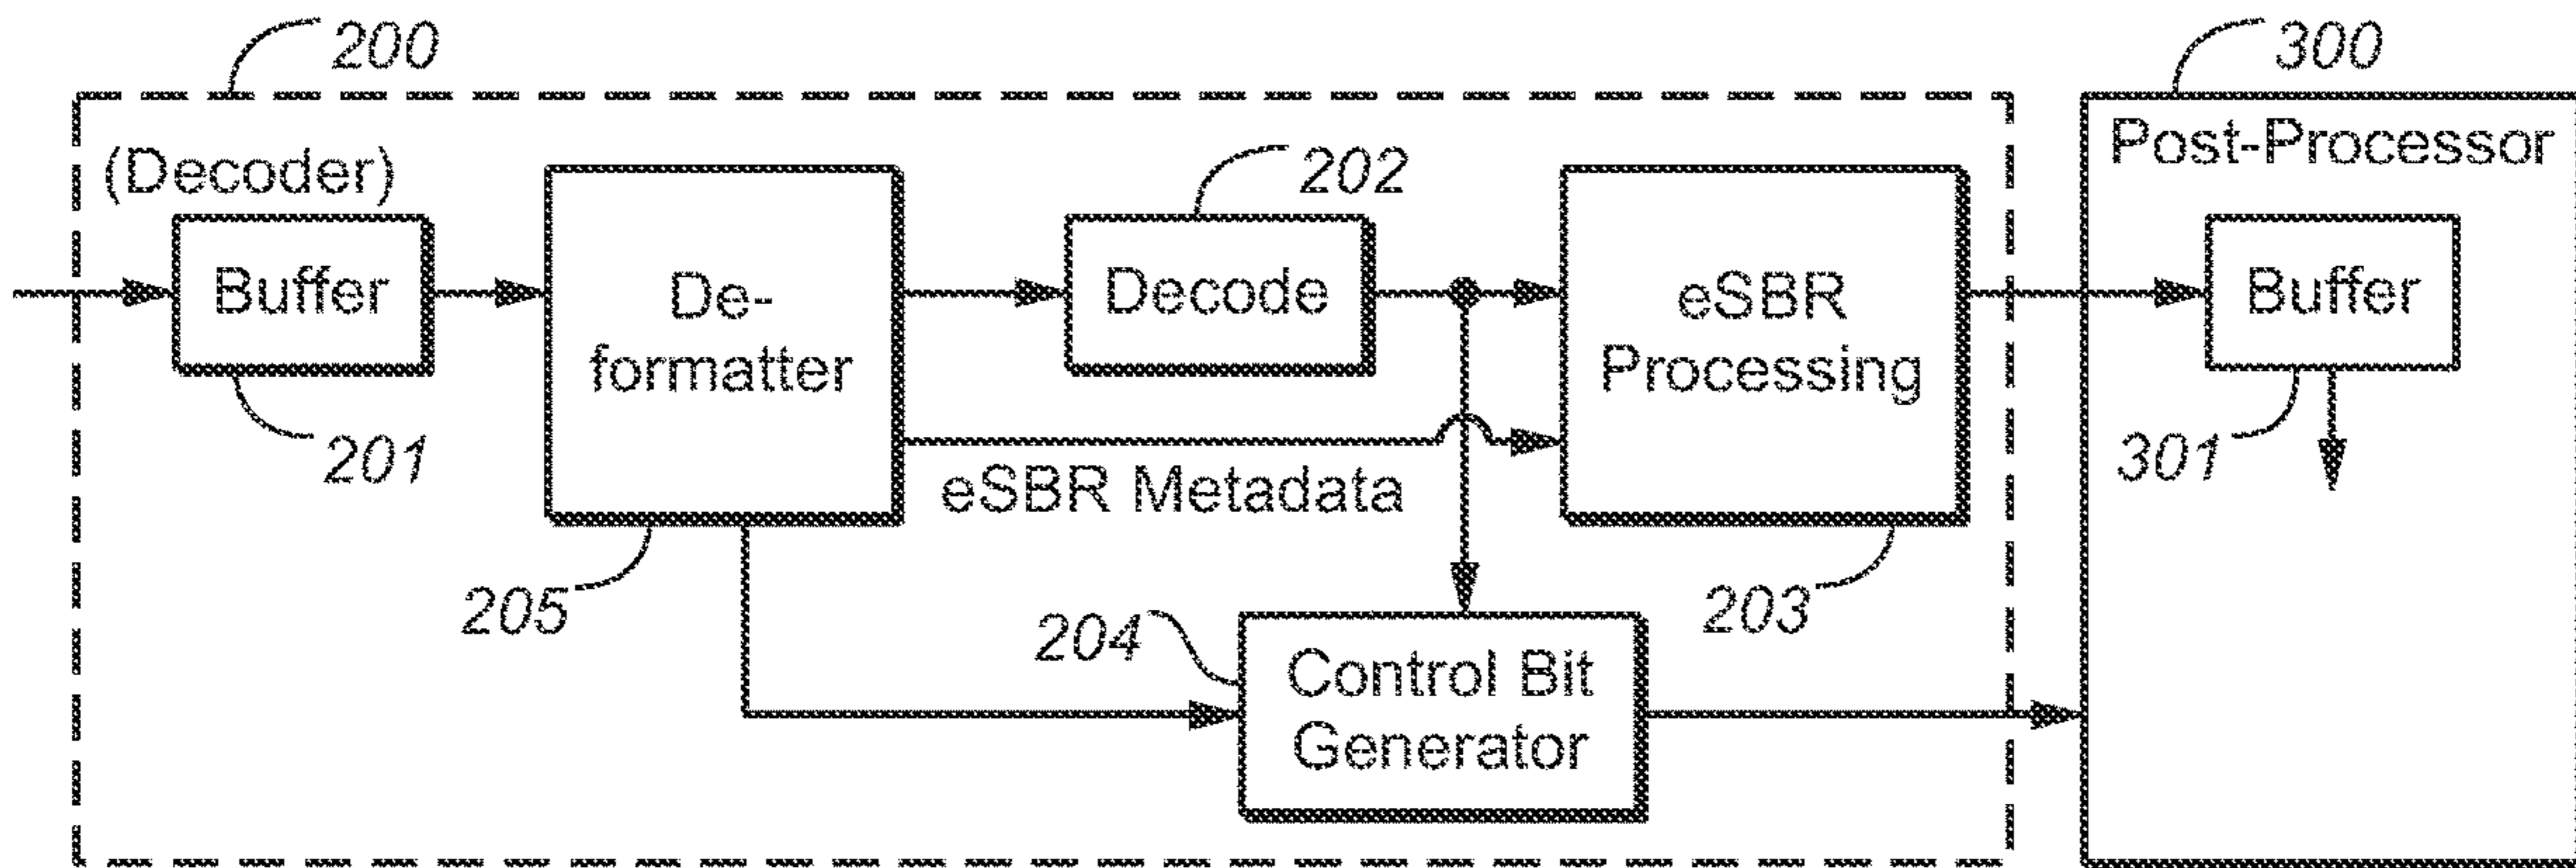 200
300
(Decoder)
Post-Processor
202
Buffer
De-
formatter
Decode
eSBR
Processing
Buffer
201
301
eSBR Metadata
205
204
203
Control Bit
Generator